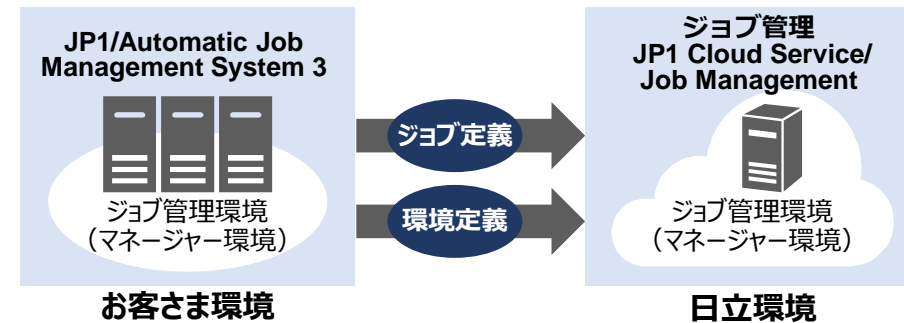 JP1/Automatic Job
Management System 3
ジョブ管理環境
（マネージャー環境）
お客さま環境
ジョブ定義
環境定義
ジョブ管理
JP1 Cloud Service/
Job Management
ジョブ管理環境
（マネージャー環境）
日立環境